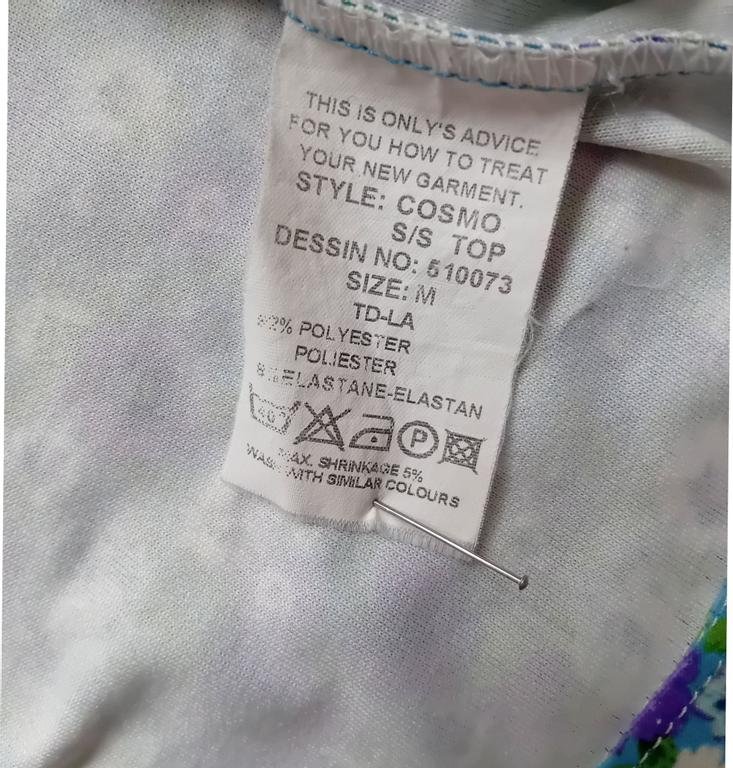 THIS IS ONLY'S ADVICE
FOR YOU HOW TO TREAT
YOUR NEW GARMENT.
STYLE: COSMO
S/S TOP
DESSIN NO: 510073
SIZE: M
TD-LA
POLYESTER
POLIESTER
ELASTANE-ELASTAN
40°
P
MAX. SHRINKAGE 5%
WASH WITH SIMILAR COLOURS